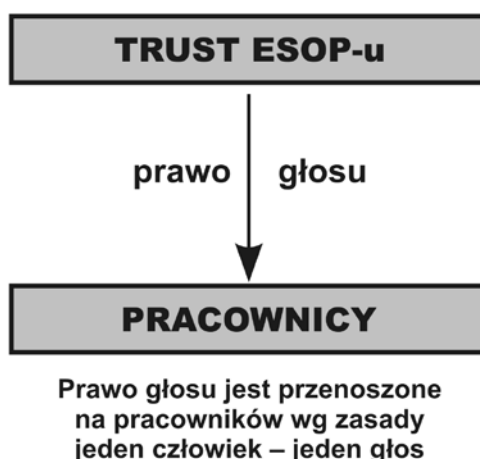 TRUST ESOP-u
prawo głosu
PRACOWNICY
Prawo głosu jest przenoszone
na pracowników wg zasady
jeden człowiek – jeden głos